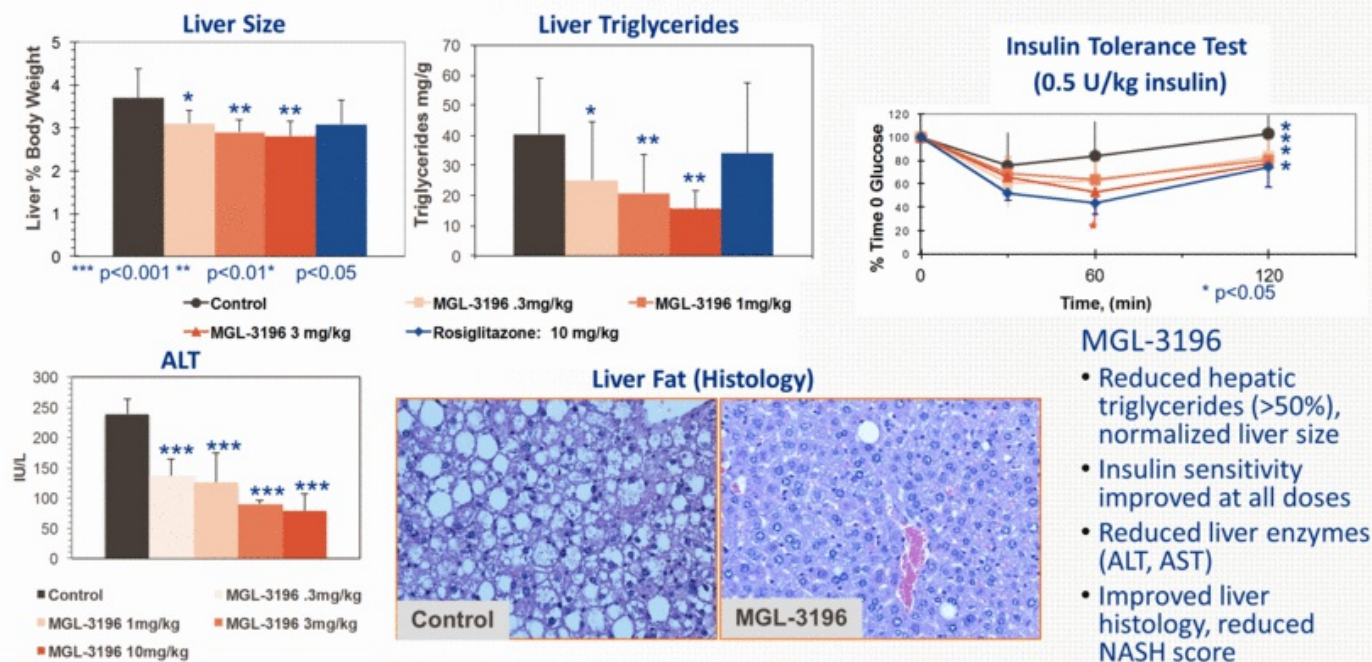 Liver Size
Liver % Body Weight
5
4
3
2
1
0
*
**
**
*** p<0.001 ** p<0.01* p<0.05
Liver Triglycerides
Triglycerides mg/g
70
60
50
40
30
20
10
0
*
**
**
Control
MGL-3196 .3mg/kg
MGL-3196 1mg/kg
MGL-3196 3 mg/kg
Rosiglitazone: 10 mg/kg
Insulin Tolerance Test
(0.5 U/kg insulin)
% Time 0 Glucose
120
100
80
60
40
20
0
*
*
*
*
*
*
0
60
120
Time, (min)
* p<0.05
ALT
IU/L
300
250
200
150
100
50
0
***
***
***
***
Control
MGL-3196 .3mg/kg
MGL-3196 1mg/kg
MGL-3196 3mg/kg
MGL-3196 10mg/kg
Liver Fat (Histology)
Control
MGL-3196
MGL-3196
• Reduced hepatic
triglycerides (>50%),
normalized liver size
• Insulin sensitivity
improved at all doses
• Reduced liver enzymes
(ALT, AST)
• Improved liver
histology, reduced
NASH score